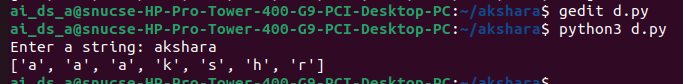 ai_ds_a@snucse-HP-Pro-Tower-400-G9-PCI-Desktop-PC:~/akshara$ gedit d.py
ai_ds_a@snucse-HP-Pro-Tower-400-G9-PCI-Desktop-PC:~/akshara$ python3 d.py
Enter a string: akshara
['a', 'a', 'a', 'k', 's', 'h', 'r']
ai_ds_a@snucse-HP-Pro-Tower-400-G9-PCI-Desktop-PC:~/akshara$